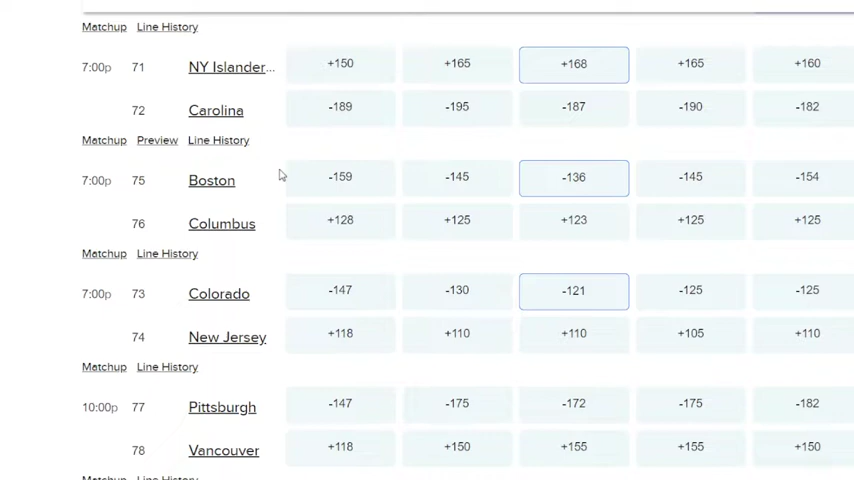 Matchup Line History
7:00p 71 NY Islander... +150 +165 +168 +165 +160
72 Carolina -189 -195 -187 -190 -182
Matchup Preview Line History
7:00p 75 Boston -159 -145 -136 -145 -154
76 Columbus +128 +125 +123 +125 +125
Matchup Line History
7:00p 73 Colorado -147 -130 -121 -125 -125
74 New Jersey +118 +110 +110 +105 +110
Matchup Line History
10:00p 77 Pittsburgh -147 -175 -172 -175 -182
78 Vancouver +118 +150 +155 +155 +150
Matchup Line History